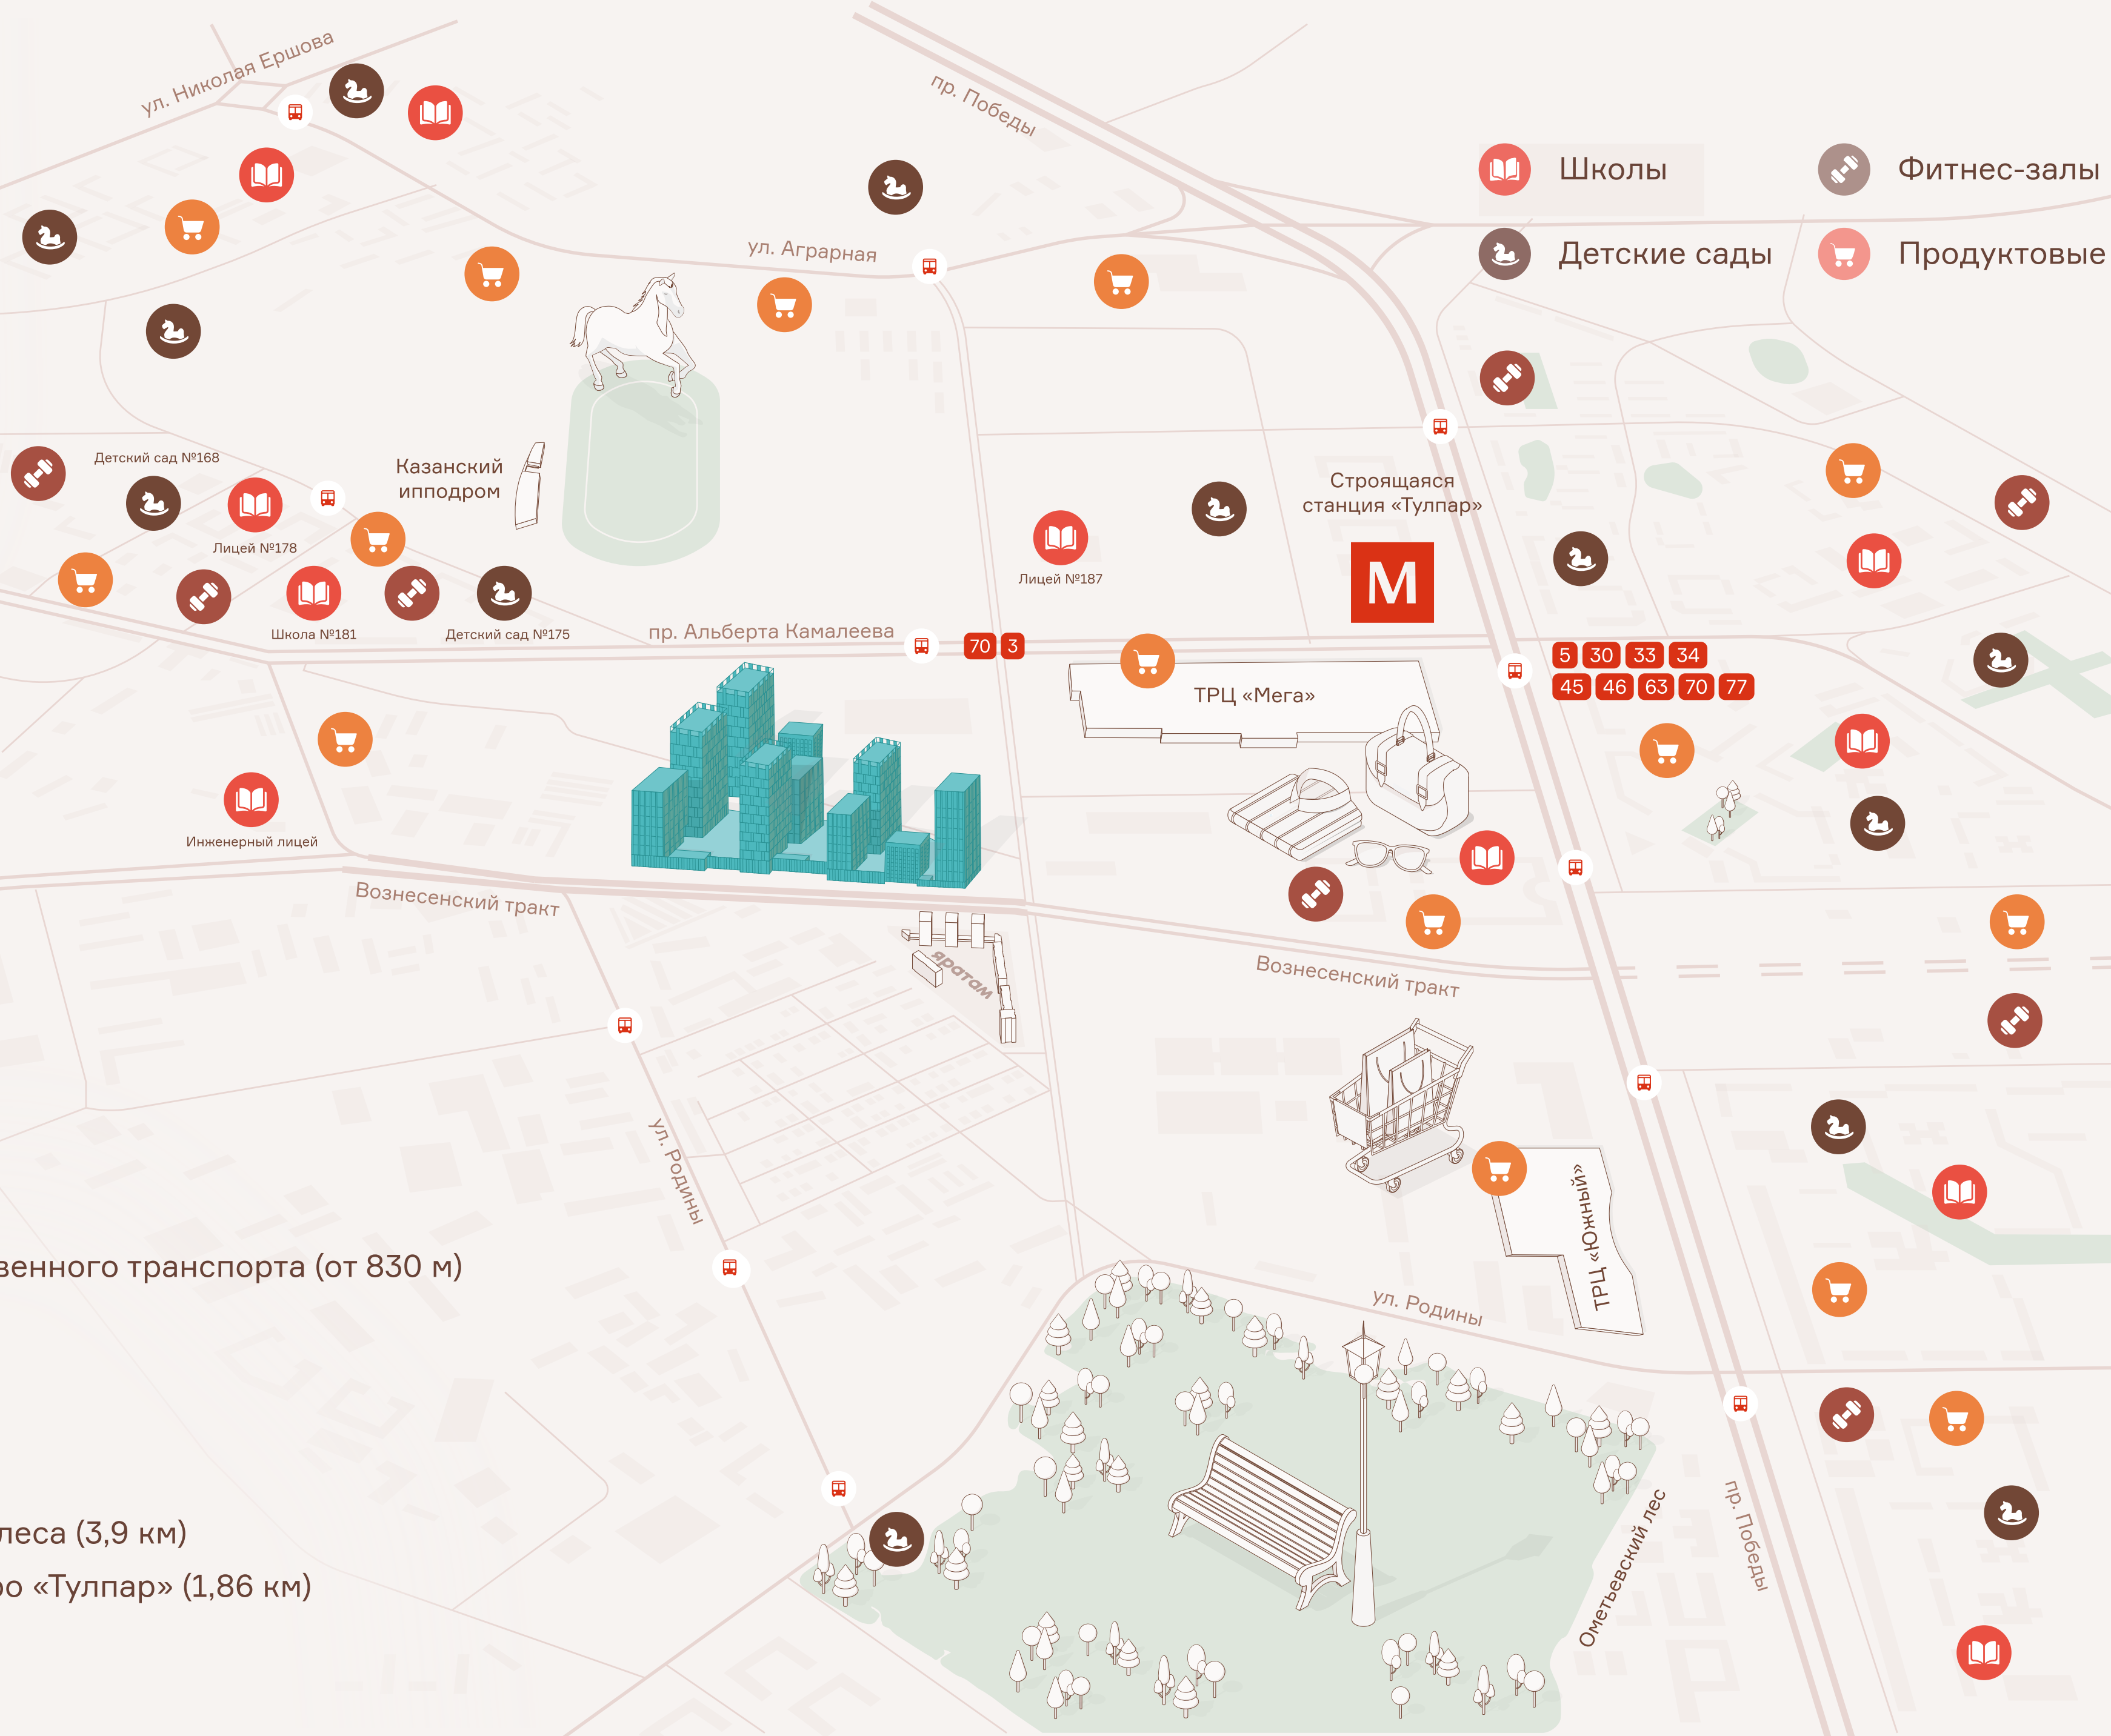 ул. Николая Ершова
пр. Победы
Школы
Фитнес-залы
Детские сады
Продуктовые
ул. Аграрная
Детский сад №168
Казанский
ипподром
Лицей №178
Строящаяся
станция «Тулпар»
М
Лицей №187
Школа №181
Детский сад №175
пр. Альберта Камалеева
70 3
5 30 33 34
45 46 63 70 77
ТРЦ «Мега»
Инженерный лицей
Вознесенский тракт
яратам
Вознесенский тракт
ул. Родины
ТРЦ «Южный»
венного транспорта (от 830 м)
ул. Родины
Ометьевский лес
пр. Победы
леса (3,9 км)
ро «Тулпар» (1,86 км)